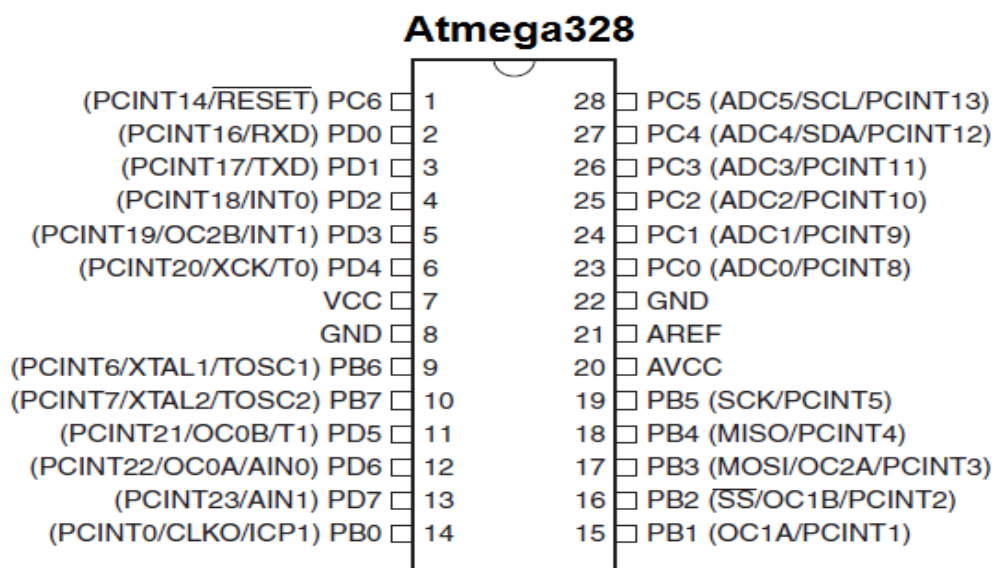 Atmega328
(PCINT14/RESET) PC6 1 28 PC5 (ADC5/SCL/PCINT13)
(PCINT16/RXD) PD0 2 27 PC4 (ADC4/SDA/PCINT12)
(PCINT17/TXD) PD1 3 26 PC3 (ADC3/PCINT11)
(PCINT18/INT0) PD2 4 25 PC2 (ADC2/PCINT10)
(PCINT19/OC2B/INT1) PD3 5 24 PC1 (ADC1/PCINT9)
(PCINT20/XCK/T0) PD4 6 23 PC0 (ADC0/PCINT8)
VCC 7 22 GND
GND 8 21 AREF
(PCINT6/XTAL1/TOSC1) PB6 9 20 AVCC
(PCINT7/XTAL2/TOSC2) PB7 10 19 PB5 (SCK/PCINT5)
(PCINT21/OC0B/T1) PD5 11 18 PB4 (MISO/PCINT4)
(PCINT22/OC0A/AIN0) PD6 12 17 PB3 (MOSI/OC2A/PCINT3)
(PCINT23/AIN1) PD7 13 16 PB2 (SS/OC1B/PCINT2)
(PCINT0/CLKO/ICP1) PB0 14 15 PB1 (OC1A/PCINT1)